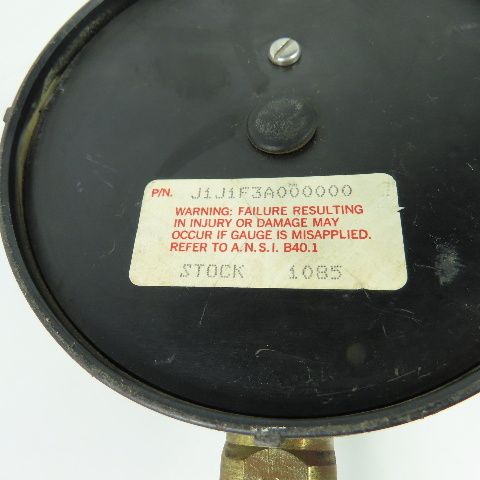 P/N. J1J1F3A000000
WARNING: FAILURE RESULTING
IN INJURY OR DAMAGE MAY
OCCUR IF GAUGE IS MISAPPLIED.
REFER TO A.N.S.I. B40.1
STOCK 1085